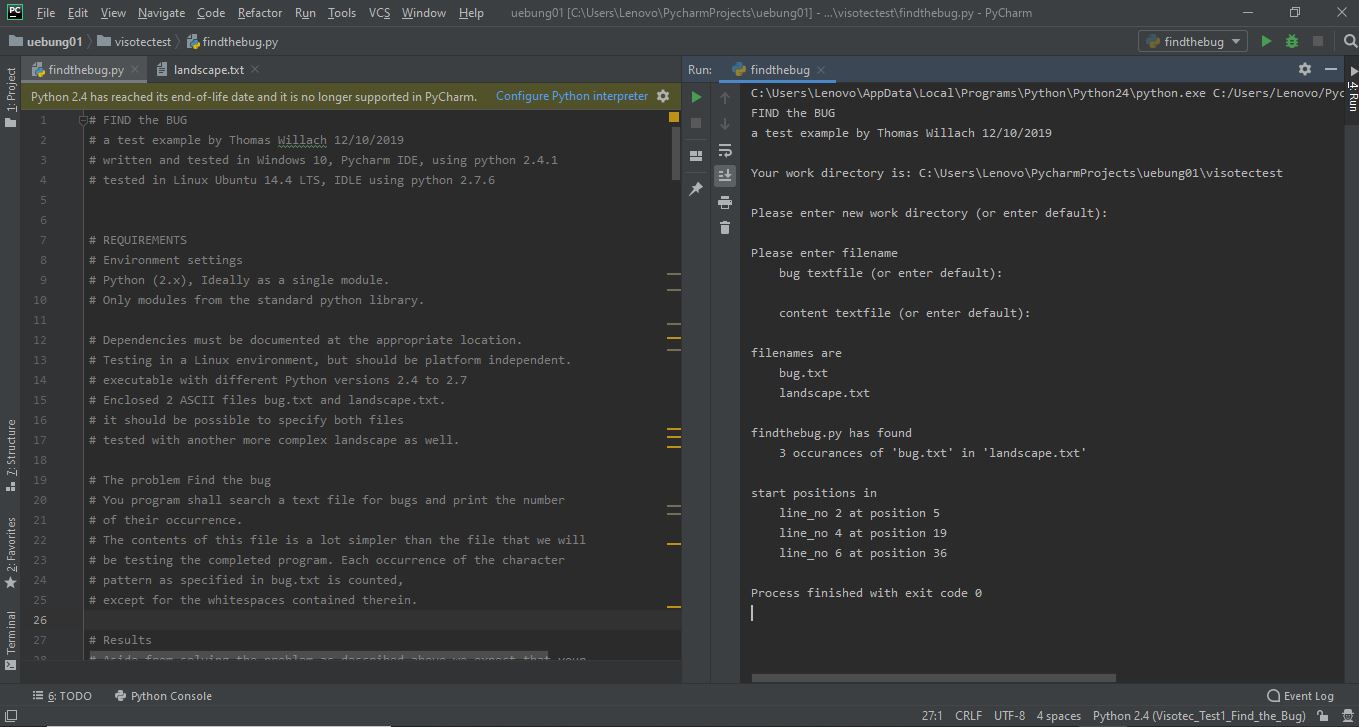 PC File Edit View Navigate Code Refactor Run Tools VCS Window Help uebung01 [C:\Users\Lenovo\PycharmProjects\uebung01] - ...\visotectest\findthebug.py - PyCharm
uebung01 visotectest findthebug.py findthebug
findthebug.py landscape.txt
Python 2.4 has reached its end-of-life date and it is no longer supported in PyCharm. Configure Python interpreter
1 # FIND the BUG
2 # a test example by Thomas Willach 12/10/2019
3 # written and tested in Windows 10, Pycharm IDE, using python 2.4.1
4 # tested in Linux Ubuntu 14.4 LTS, IDLE using python 2.7.6
5
6
7 # REQUIREMENTS
8 # Environment settings
9 # Python (2.x), Ideally as a single module.
10 # Only modules from the standard python library.
11
12 # Dependencies must be documented at the appropriate location.
13 # Testing in a Linux environment, but should be platform independent.
14 # executable with different Python versions 2.4 to 2.7
15 # Enclosed 2 ASCII files bug.txt and landscape.txt.
16 # it should be possible to specify both files
17 # tested with another more complex landscape as well.
18
19 # The problem Find the bug
20 # You program shall search a text file for bugs and print the number
21 # of their occurrence.
22 # The contents of this file is a lot simpler than the file that we will
23 # be testing the completed program. Each occurrence of the character
24 # pattern as specified in bug.txt is counted,
25 # except for the whitespaces contained therein.
26
27 # Results
28 # Aside from solving the problem as described above we expect that your
Run: findthebug
C:\Users\Lenovo\AppData\Local\Programs\Python\Python24\python.exe C:/Users/Lenovo/Pyc
FIND the BUG
a test example by Thomas Willach 12/10/2019
Your work directory is: C:\Users\Lenovo\PycharmProjects\uebung01\visotectest
Please enter new work directory (or enter default):
Please enter filename
bug textfile (or enter default):
content textfile (or enter default):
filenames are
bug.txt
landscape.txt
findthebug.py has found
3 occurances of 'bug.txt' in 'landscape.txt'
start positions in
line_no 2 at position 5
line_no 4 at position 19
line_no 6 at position 36
Process finished with exit code 0
1: Project
7: Structure
2: Favorites
Terminal
4: Run
6: TODO Python Console Event Log
27:1 CRLF UTF-8 4 spaces Python 2.4 (Visotec_Test1_Find_the_Bug)